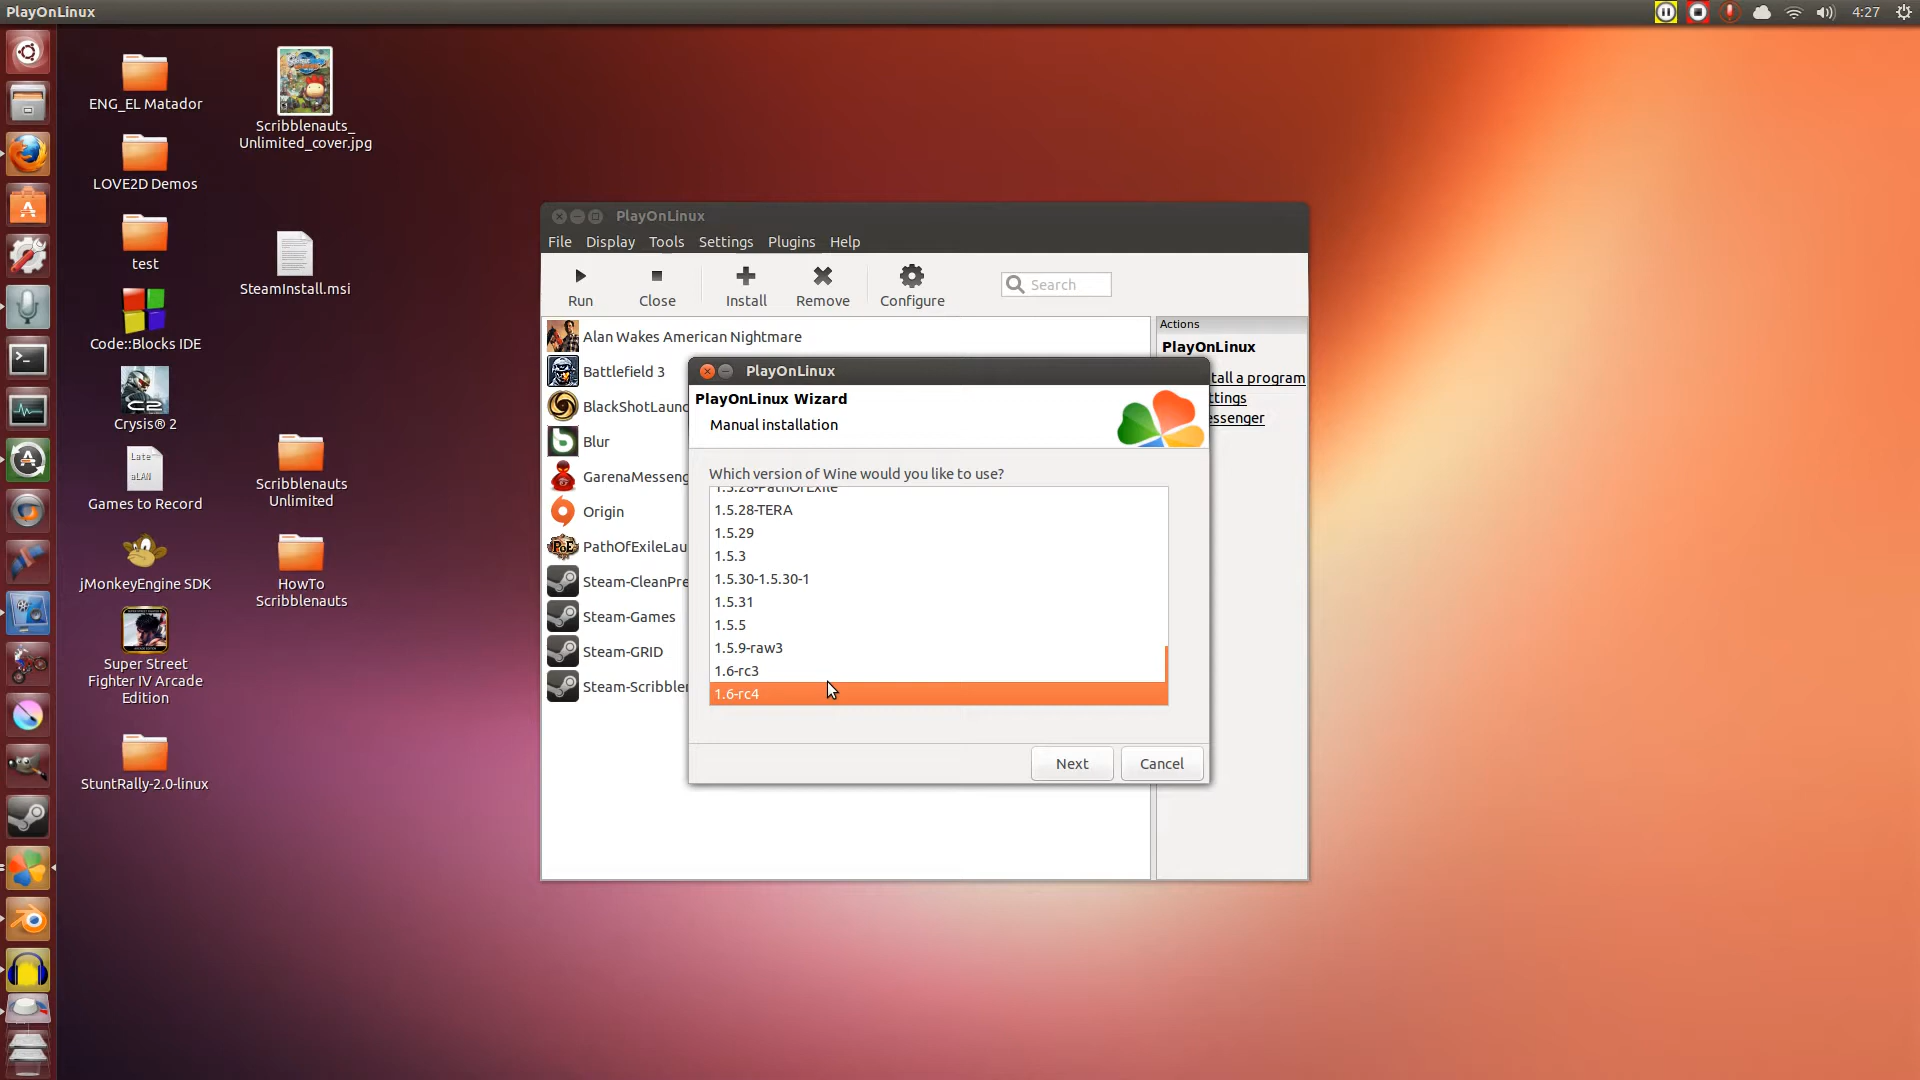 PlayOnLinux
4:27
ENG_EL Matador
Scribblenauts_
Unlimited_cover.jpg
LOVE2D Demos
test
SteamInstall.msi
Code::Blocks IDE
Crysis® 2
Late
aLAN
Games to Record
Scribblenauts
Unlimited
jMonkeyEngine SDK
HowTo
Scribblenauts
Super Street
Fighter IV Arcade
Edition
StuntRally-2.0-linux
PlayOnLinux
File Display Tools Settings Plugins Help
Run Close Install Remove Configure Search
Alan Wakes American Nightmare
Battlefield 3
BlackShotLaunc
Blur
GarenaMesseng
Origin
PathOfExileLau
Steam-CleanPre
Steam-Games
Steam-GRID
Steam-Scribbler
Actions
PlayOnLinux
tall a program
ttings
essenger
PlayOnLinux
PlayOnLinux Wizard
Manual installation
Which version of Wine would you like to use?
1.5.28-PathOfExile
1.5.28-TERA
1.5.29
1.5.3
1.5.30-1.5.30-1
1.5.31
1.5.5
1.5.9-raw3
1.6-rc3
1.6-rc4
Next Cancel